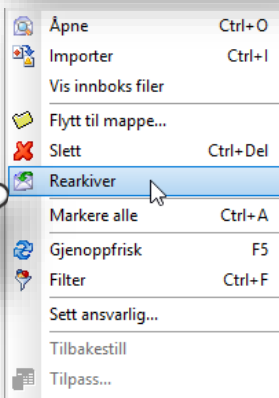 Åpne Ctrl+O
Importer Ctrl+I
Vis innboks filer
Flytt til mappe...
Slett Ctrl+Del
Rearkiver
Markere alle Ctrl+A
Gjenoppfrisk F5
Filter Ctrl+F
Sett ansvarlig...
Tilbakestill
Tilpass...